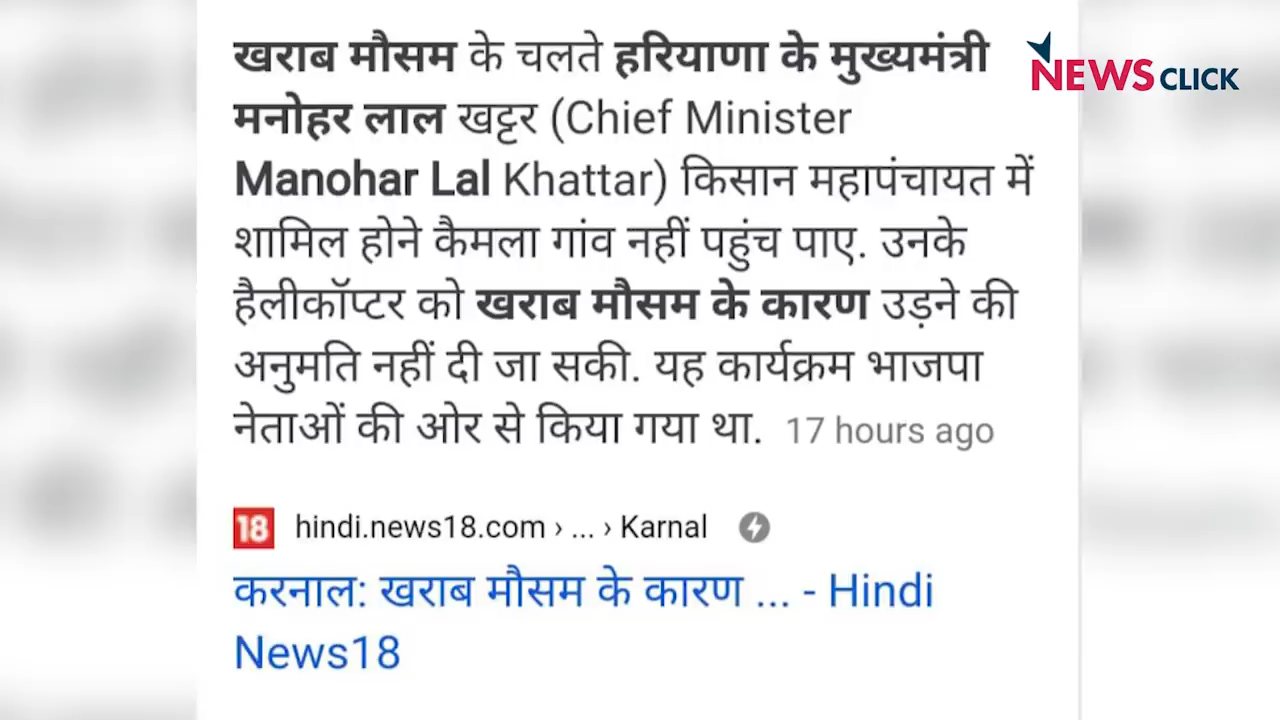 खराब मौसम के चलते हरियाणा के मुख्यमंत्री
NEWS CLICK
मनोहर लाल खट्टर (Chief Minister
Manohar Lal Khattar) किसान महापंचायत में
शामिल होने कैमला गांव नहीं पहुंच पाए. उनके
हैलीकॉप्टर को खराब मौसम के कारण उड़ने की
अनुमति नहीं दी जा सकी. यह कार्यक्रम भाजपा
नेताओं की ओर से किया गया था. 17 hours ago
18 hindi.news18.com › ... › Karnal
करनाल: खराब मौसम के कारण ... - Hindi
News18